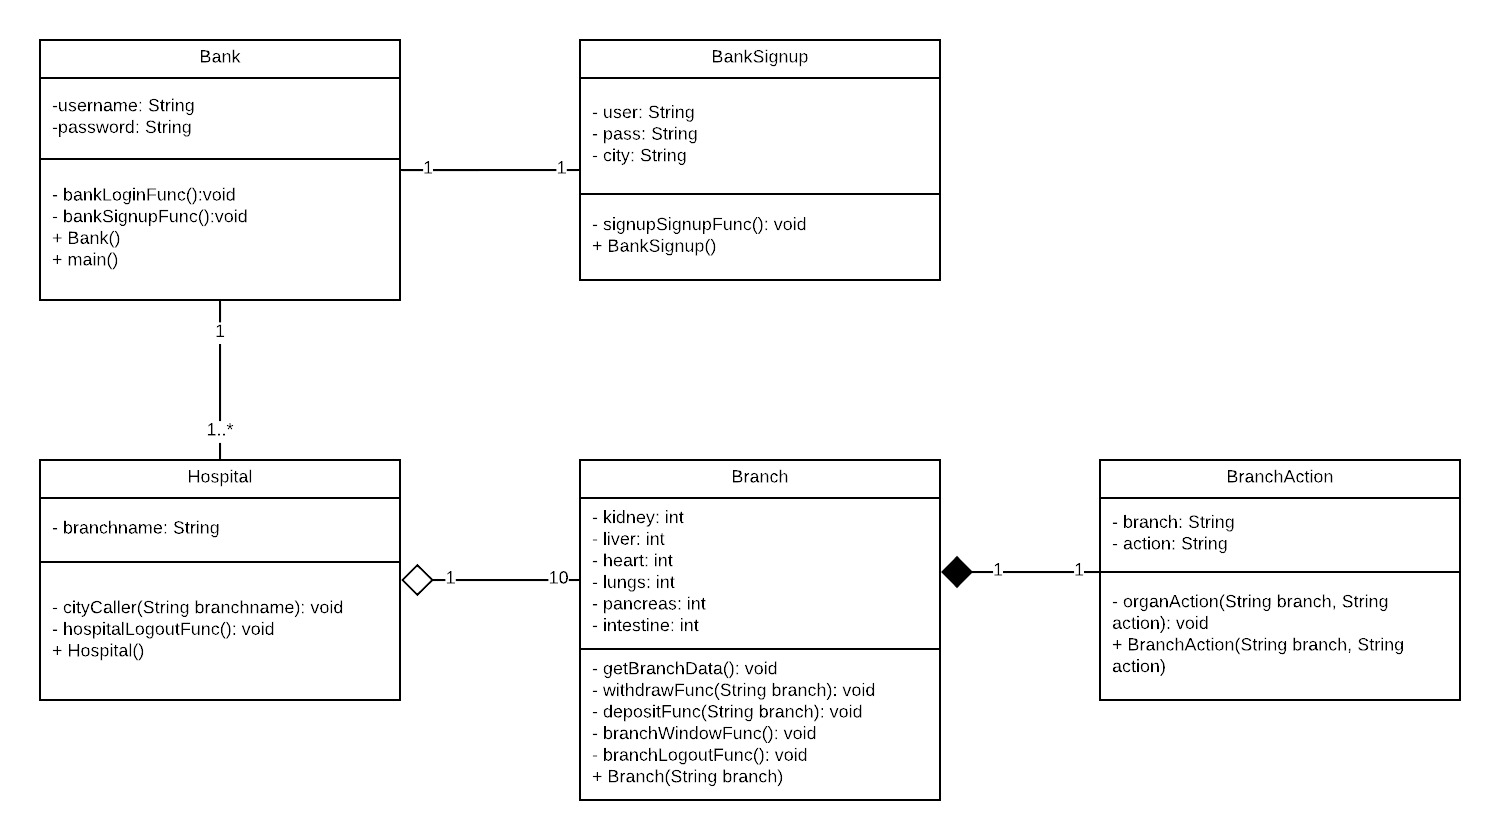 Bank
-username: String
-password: String
- bankLoginFunc():void
- bankSignupFunc():void
+ Bank()
+ main()
1
1
BankSignup
- user: String
- pass: String
- city: String
- signupSignupFunc(): void
+ BankSignup()
1
1..*
Hospital
- branchname: String
- cityCaller(String branchname): void
- hospitalLogoutFunc(): void
+ Hospital()
1
10
Branch
- kidney: int
- liver: int
- heart: int
- lungs: int
- pancreas: int
- intestine: int
- getBranchData(): void
- withdrawFunc(String branch): void
- depositFunc(String branch): void
- branchWindowFunc(): void
- branchLogoutFunc(): void
+ Branch(String branch)
1
1
BranchAction
- branch: String
- action: String
- organAction(String branch, String
action): void
+ BranchAction(String branch, String
action)